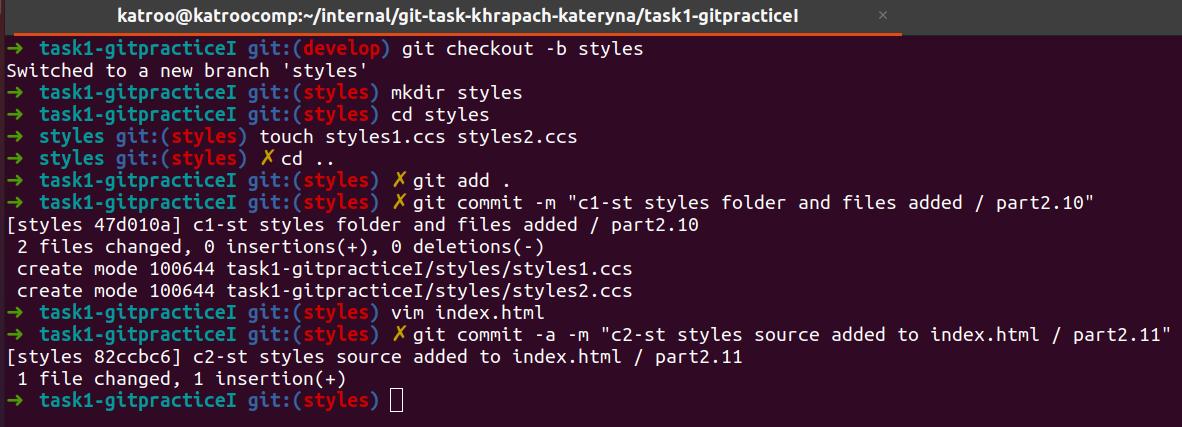 katroo@katroocomp:~/internal/git-task-khrapach-kateryna/task1-gitpracticeI ×
➜ task1-gitpracticeI git:(develop) git checkout -b styles
Switched to a new branch 'styles'
➜ task1-gitpracticeI git:(styles) mkdir styles
➜ task1-gitpracticeI git:(styles) cd styles
➜ styles git:(styles) touch styles1.ccs styles2.ccs
➜ styles git:(styles) ✗ cd ..
➜ task1-gitpracticeI git:(styles) ✗ git add .
➜ task1-gitpracticeI git:(styles) ✗ git commit -m "c1-st styles folder and files added / part2.10"
[styles 47d010a] c1-st styles folder and files added / part2.10
 2 files changed, 0 insertions(+), 0 deletions(-)
 create mode 100644 task1-gitpracticeI/styles/styles1.ccs
 create mode 100644 task1-gitpracticeI/styles/styles2.ccs
➜ task1-gitpracticeI git:(styles) vim index.html
➜ task1-gitpracticeI git:(styles) ✗ git commit -a -m "c2-st styles source added to index.html / part2.11"
[styles 82ccbc6] c2-st styles source added to index.html / part2.11
 1 file changed, 1 insertion(+)
➜ task1-gitpracticeI git:(styles)